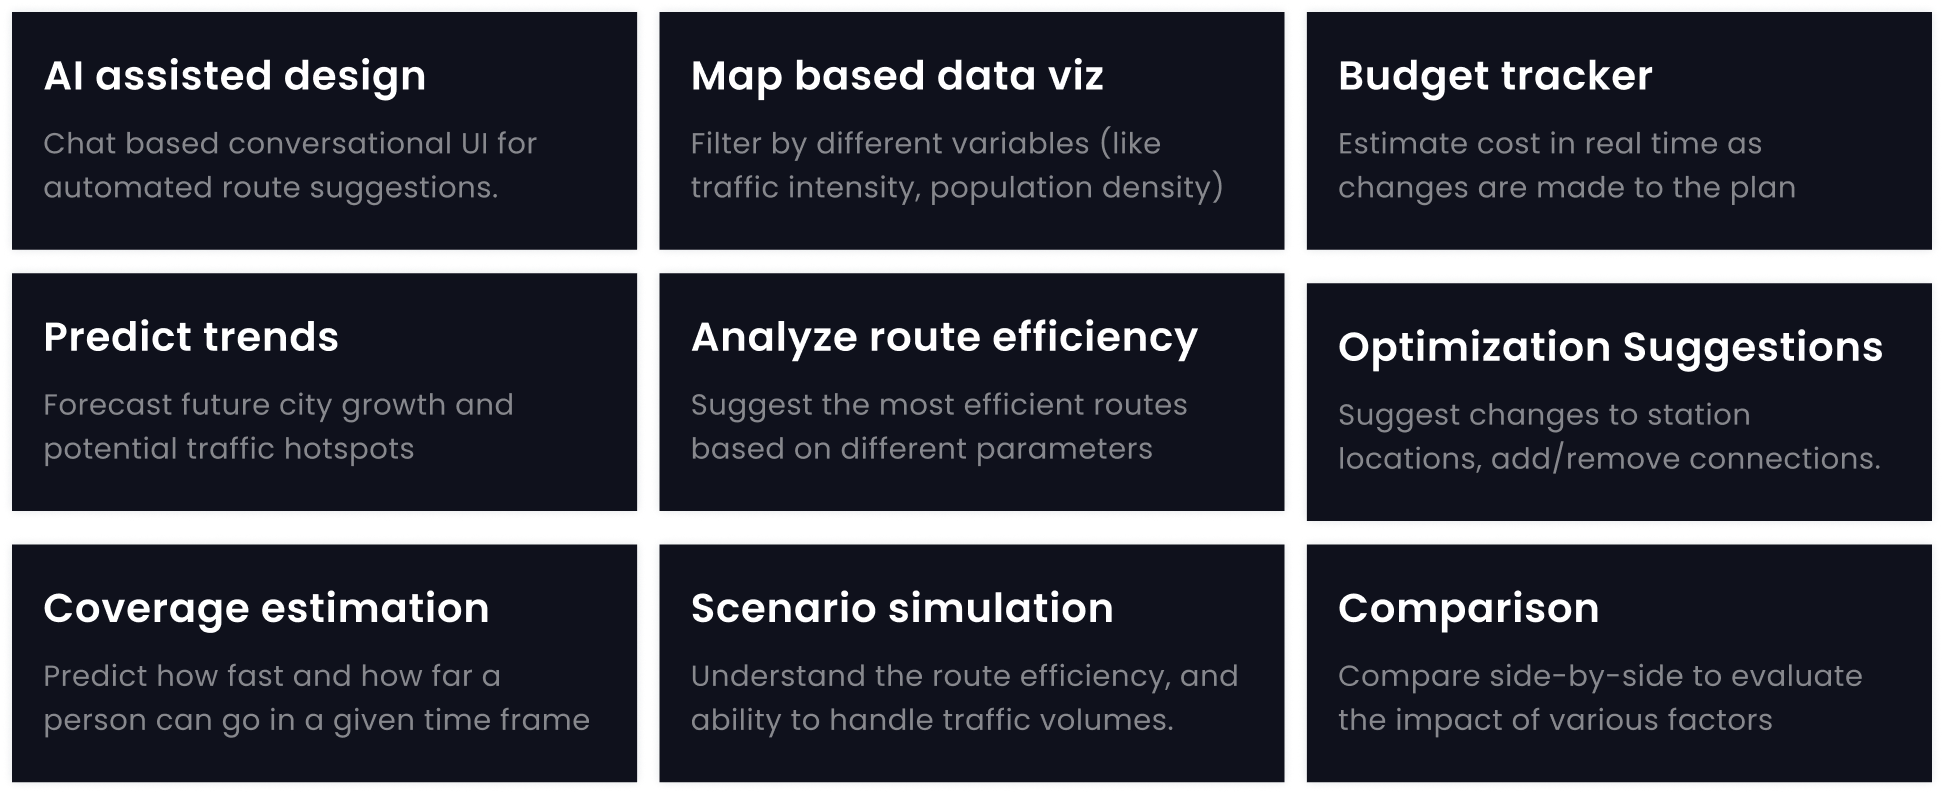 AI assisted design
Chat based conversational UI for
automated route suggestions.
Map based data viz
Filter by different variables (like
traffic intensity, population density)
Budget tracker
Estimate cost in real time as
changes are made to the plan
Predict trends
Forecast future city growth and
potential traffic hotspots
Analyze route efficiency
Suggest the most efficient routes
based on different parameters
Optimization Suggestions
Suggest changes to station
locations, add/remove connections.
Coverage estimation
Predict how fast and how far a
person can go in a given time frame
Scenario simulation
Understand the route efficiency, and
ability to handle traffic volumes.
Comparison
Compare side-by-side to evaluate
the impact of various factors